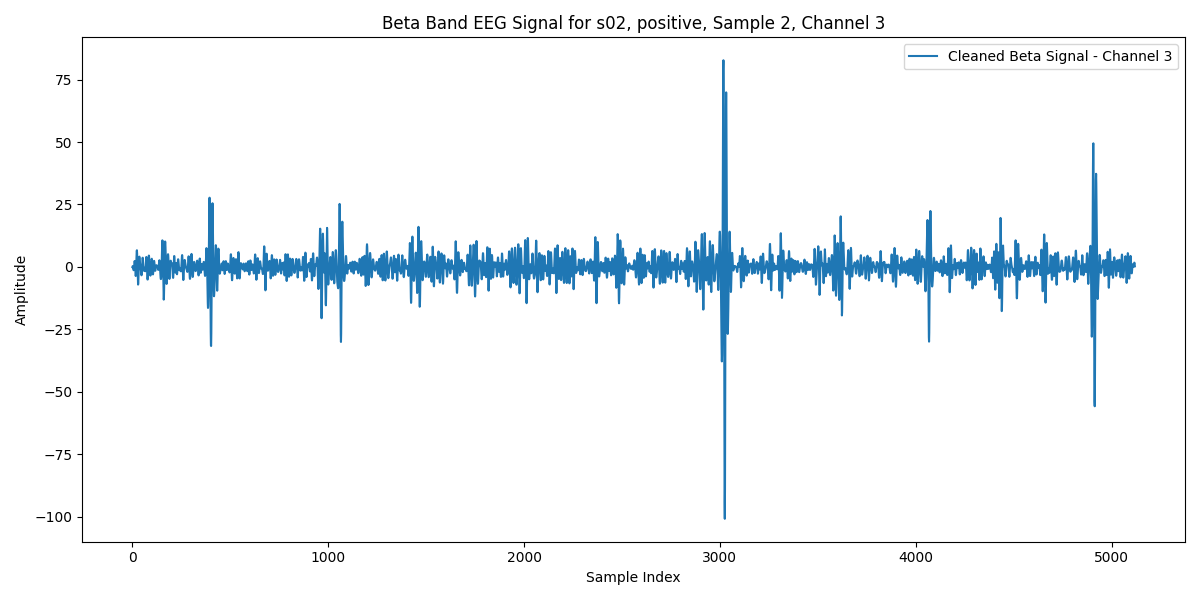 Beta Band EEG Signal for s02, positive, Sample 2, Channel 3
Cleaned Beta Signal - Channel 3
Amplitude
75
50
25
0
−25
−50
−75
−100
0 1000 2000 3000 4000 5000
Sample Index